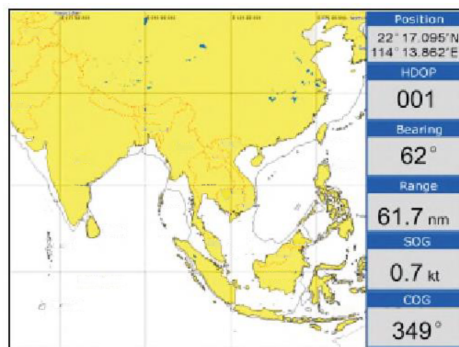 Position
22°17.095'N
114°13.862'E
HDOP
001
Bearing
62°
Range
61.7 nm
SOG
0.7 kt
COG
349°